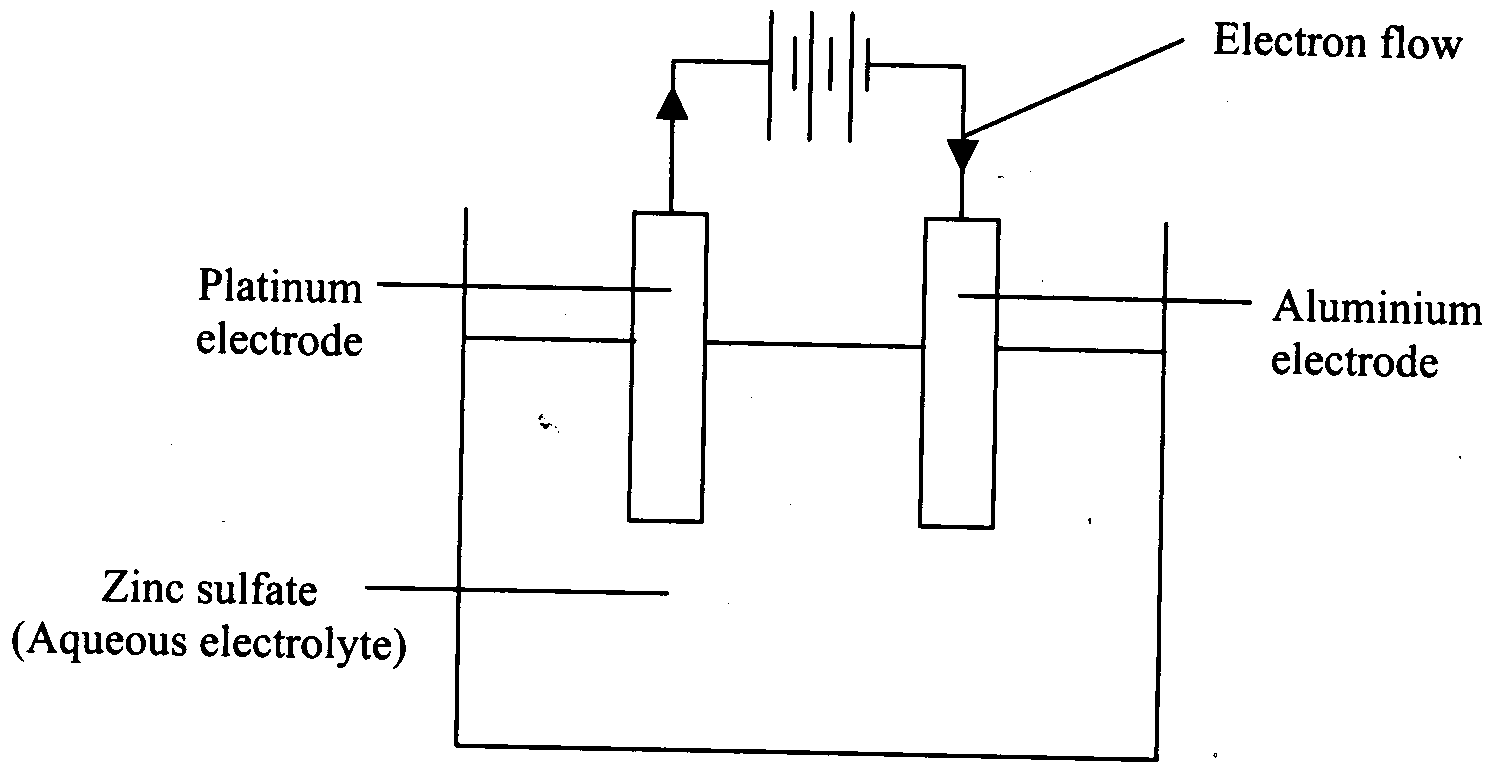 Electron flow
Platinum
electrode
Aluminium
electrode
Zinc sulfate
(Aqueous electrolyte)